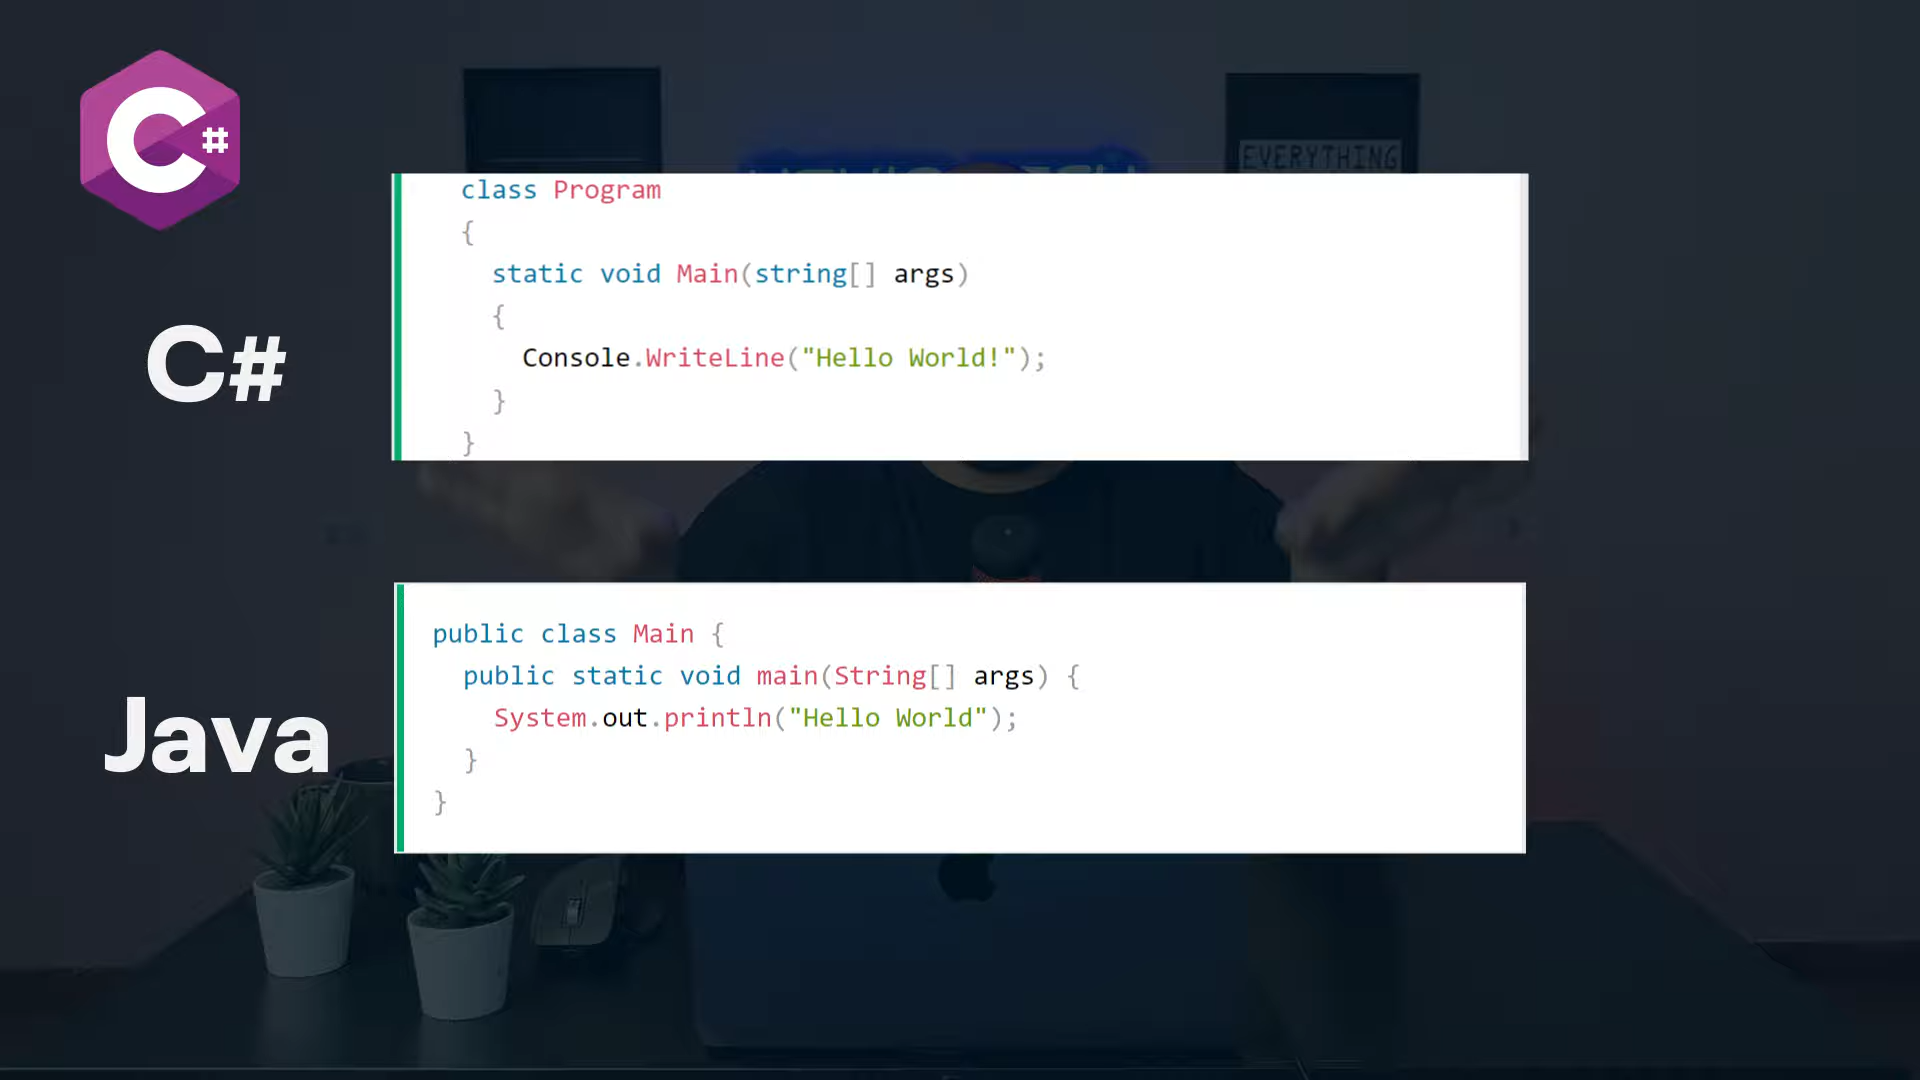 C#
EVERYTHING
class Program
{
static void Main(string[] args)
{
Console.WriteLine("Hello World!");
}
}
C#
public class Main {
public static void main(String[] args) {
System.out.println("Hello World");
}
}
Java